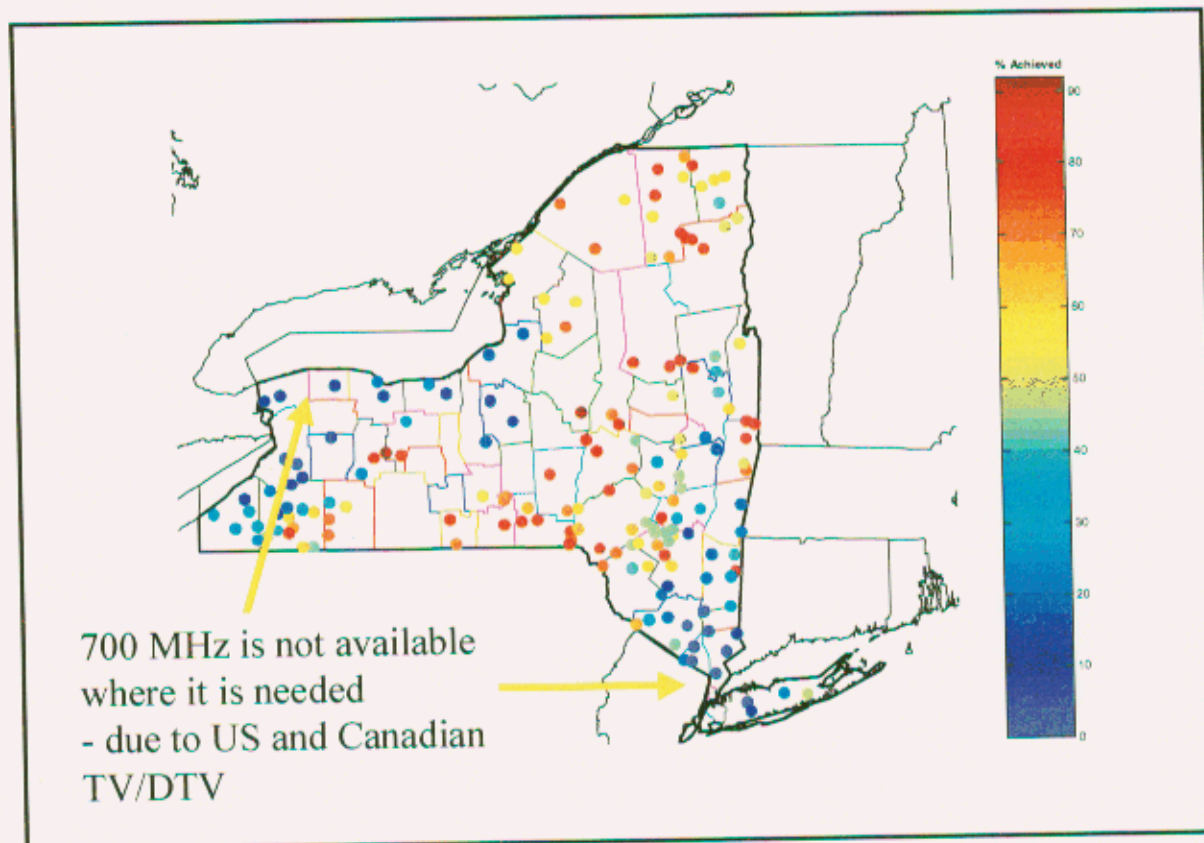 % Achieved
90
80
70
60
50
40
30
20
10
0
700 MHz is not available
where it is needed
- due to US and Canadian
TV/DTV